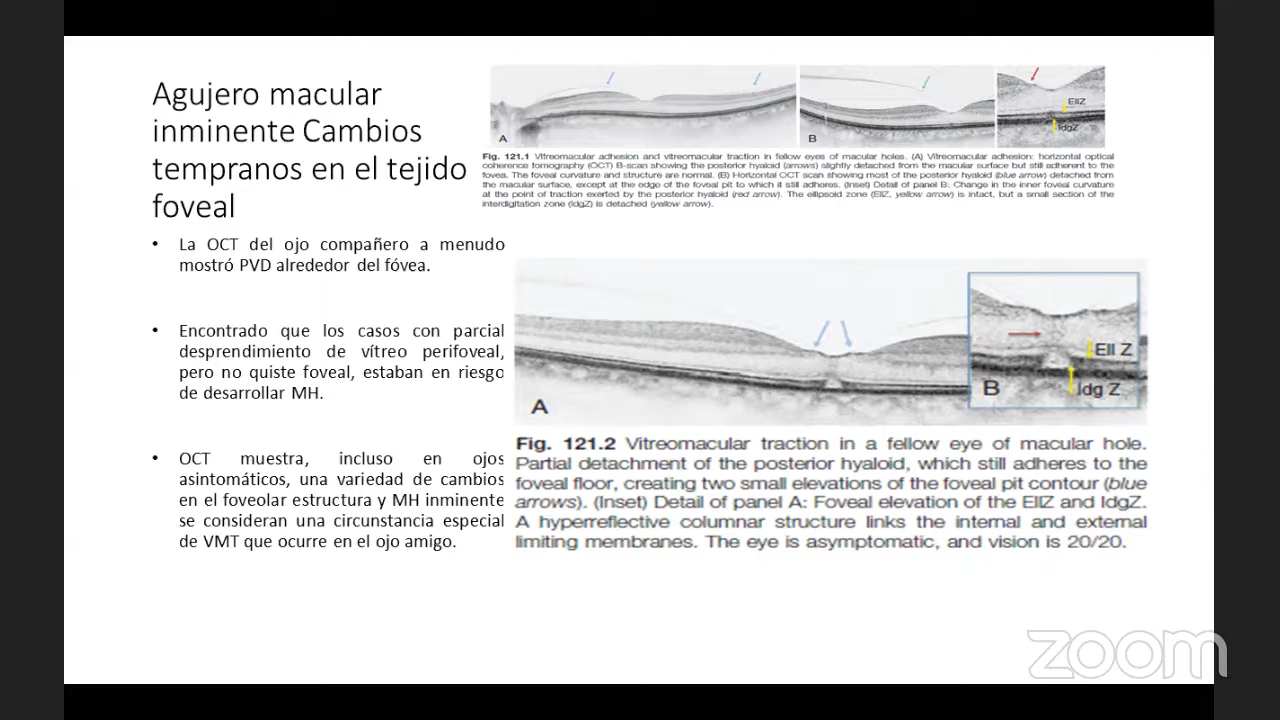 Agujero macular
inminente Cambios
tempranos en el tejido
foveal
• La OCT del ojo compañero a menudo
mostró PVD alrededor del fóvea.
• Encontrado que los casos con parcial
desprendimiento de vítreo perifoveal,
pero no quiste foveal, estaban en riesgo
de desarrollar MH.
• OCT muestra, incluso en ojos
asintomáticos, una variedad de cambios
en el foveolar estructura y MH inminente
se consideran una circunstancia especial
de VMT que ocurre en el ojo amigo.
A
B
EllZ
IdgZ
Fig. 121.1 Vitreomacular adhesion and vitreomacular traction in fellow eyes of macular holes. (A) Vitreomacular adhesion: horizontal optical
coherence tomography (OCT) B-scan showing the posterior hyaloid (arrows) slightly detached from the macular surface but still adherent to the
fovea. The foveal curvature and structure are normal. (B) Horizontal OCT scan showing most of the posterior hyaloid (blue arrow) detached from
the macular surface, except at the edge of the foveal pit to which it still adheres. (Inset) Detail of panel B: Change in the inner foveal curvature
at the point of traction exerted by the posterior hyaloid (red arrow). The ellipsoid zone (EllZ, yellow arrow) is intact, but a small section of the
interdigitation zone (IdgZ) is detached (yellow arrow).
A
B
Ell Z
Idg Z
Fig. 121.2 Vitreomacular traction in a fellow eye of macular hole.
Partial detachment of the posterior hyaloid, which still adheres to the
foveal floor, creating two small elevations of the foveal pit contour (blue
arrows). (Inset) Detail of panel A: Foveal elevation of the EllZ and IdgZ.
A hyperreflective columnar structure links the internal and external
limiting membranes. The eye is asymptomatic, and vision is 20/20.
zoom